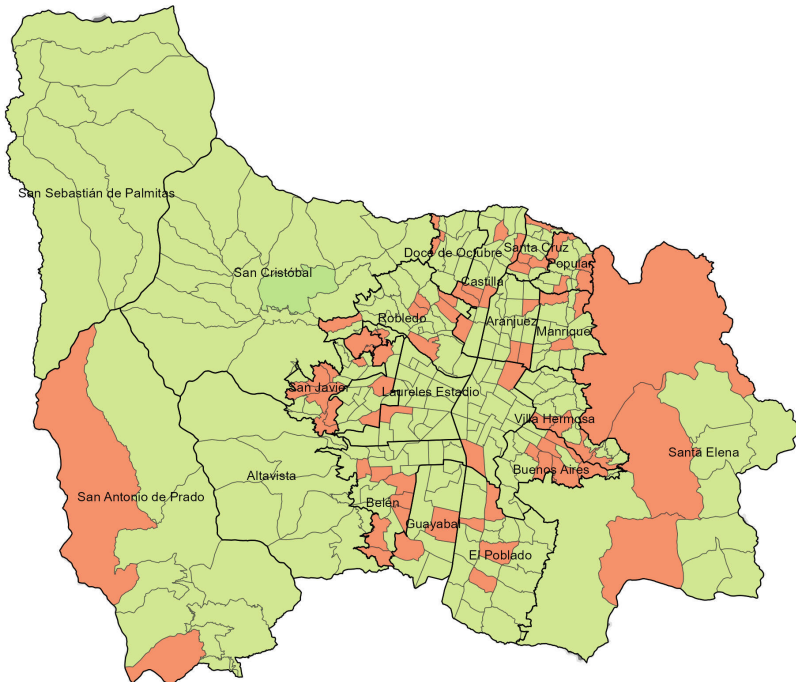 San Sebastián de Palmitas
Doce de Octubre
Santa Cruz
Popular
San Cristóbal
Castilla
Robledo
Aranjuez
Manrique
San Javier
Laureles Estadio
Villa Hermosa
Santa Elena
Altavista
Buenos Aires
San Antonio de Prado
Belén
Guayabal
El Poblado